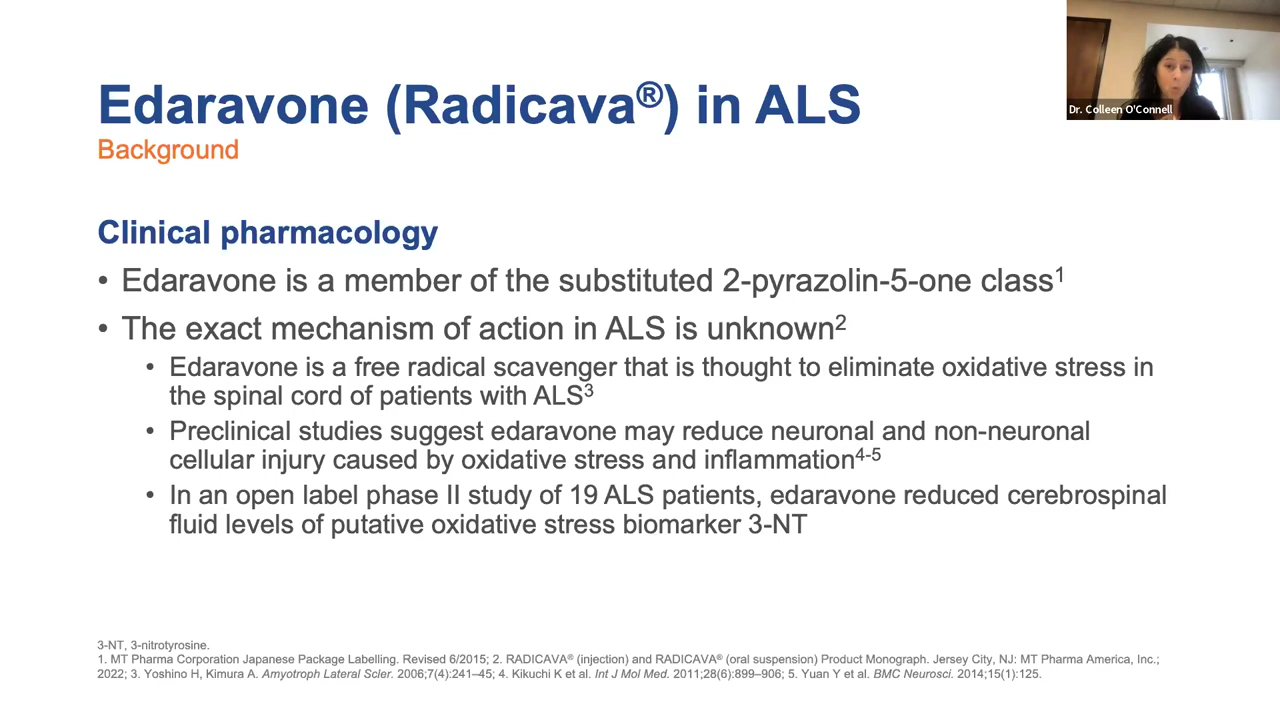 Edaravone (Radicava®) in ALS
Background
Dr. Colleen O'Connell
Clinical pharmacology
• Edaravone is a member of the substituted 2-pyrazolin-5-one class1
• The exact mechanism of action in ALS is unknown2
• Edaravone is a free radical scavenger that is thought to eliminate oxidative stress in
the spinal cord of patients with ALS3
• Preclinical studies suggest edaravone may reduce neuronal and non-neuronal
cellular injury caused by oxidative stress and inflammation4-5
• In an open label phase II study of 19 ALS patients, edaravone reduced cerebrospinal
fluid levels of putative oxidative stress biomarker 3-NT
3-NT, 3-nitrotyrosine.
1. MT Pharma Corporation Japanese Package Labelling. Revised 6/2015; 2. RADICAVA® (injection) and RADICAVA® (oral suspension) Product Monograph. Jersey City, NJ: MT Pharma America, Inc.;
2022; 3. Yoshino H, Kimura A. Amyotroph Lateral Scler. 2006;7(4):241–45; 4. Kikuchi K et al. Int J Mol Med. 2011;28(6):899–906; 5. Yuan Y et al. BMC Neurosci. 2014;15(1):125.